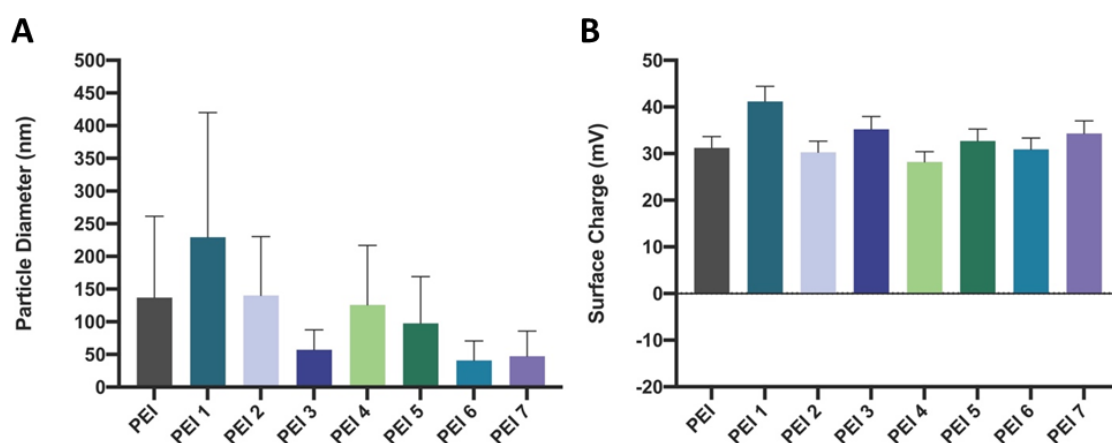 A
Particle Diameter (nm)
500
450
400
350
300
250
200
150
100
50
0
PEI
PEI 1
PEI 2
PEI 3
PEI 4
PEI 5
PEI 6
PEI 7
B
Surface Charge (mV)
50
40
30
20
10
0
-10
-20
PEI
PEI 1
PEI 2
PEI 3
PEI 4
PEI 5
PEI 6
PEI 7